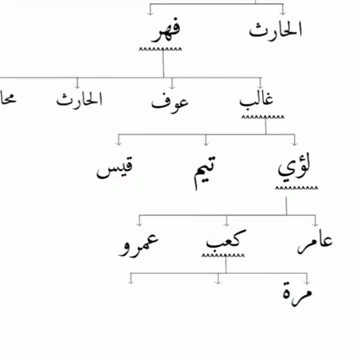 الحارث فهر
غالب عوف الحارث
لؤي تيم قيس
عامر كعب عمرو
مرة